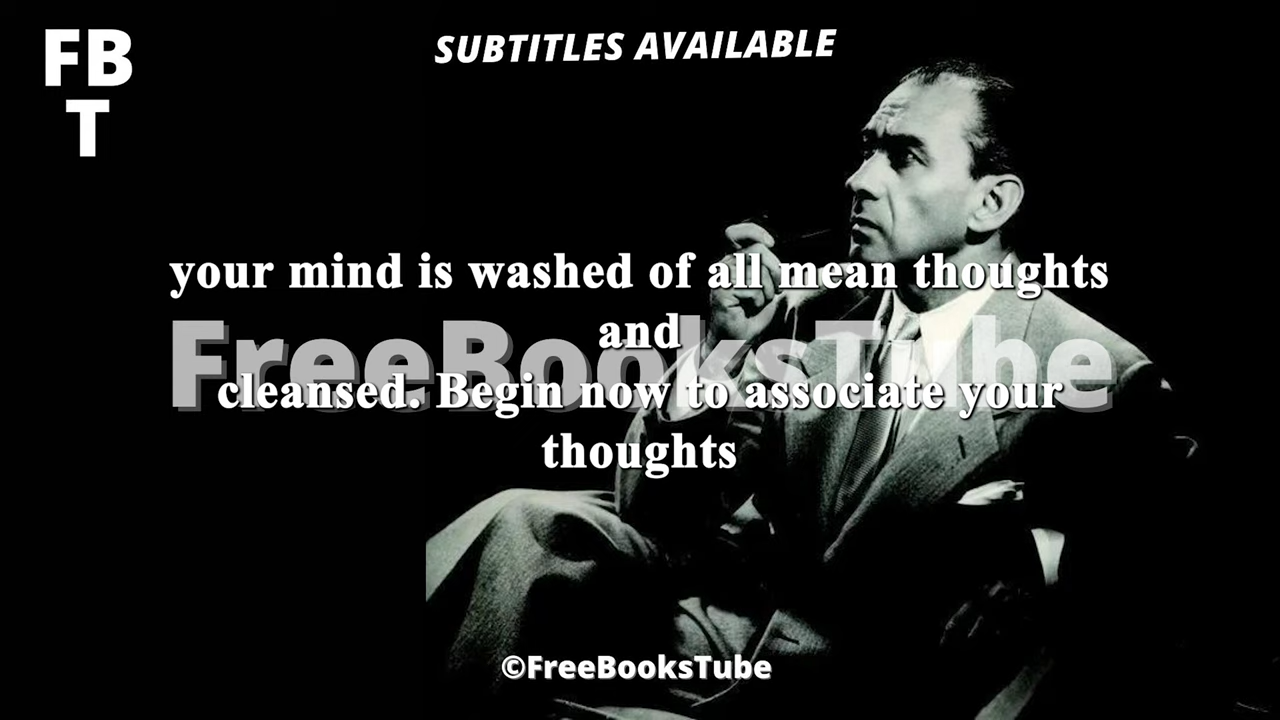 FB
T
SUBTITLES AVAILABLE
your mind is washed of all mean thoughts
and
FreeBooksTube
cleansed. Begin now to associate your
thoughts
©FreeBooksTube